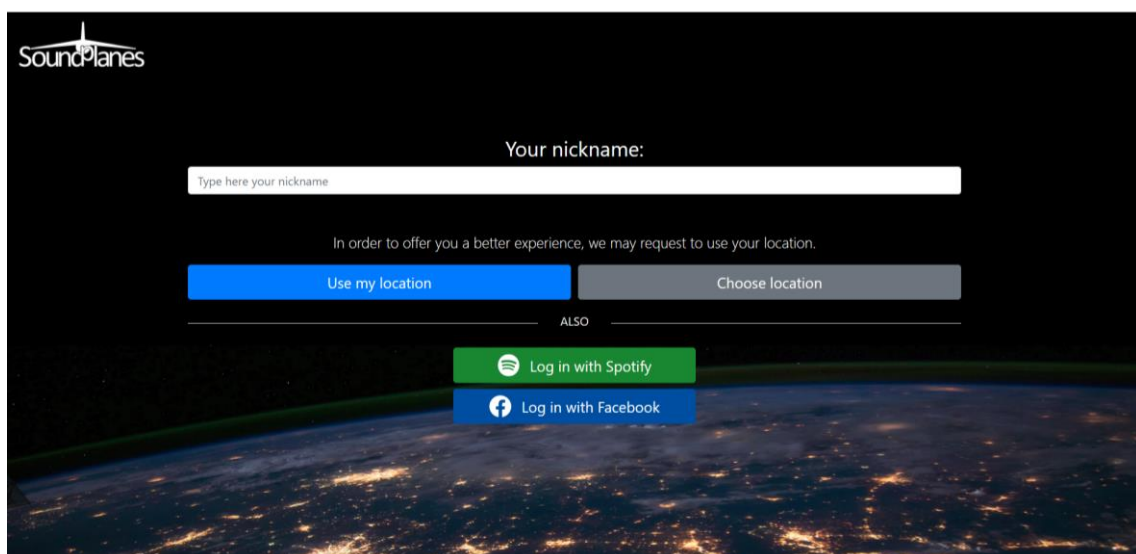 SoundPlanes
Your nickname:
Type here your nickname
In order to offer you a better experience, we may request to use your location.
Use my location
Choose location
ALSO
Log in with Spotify
Log in with Facebook